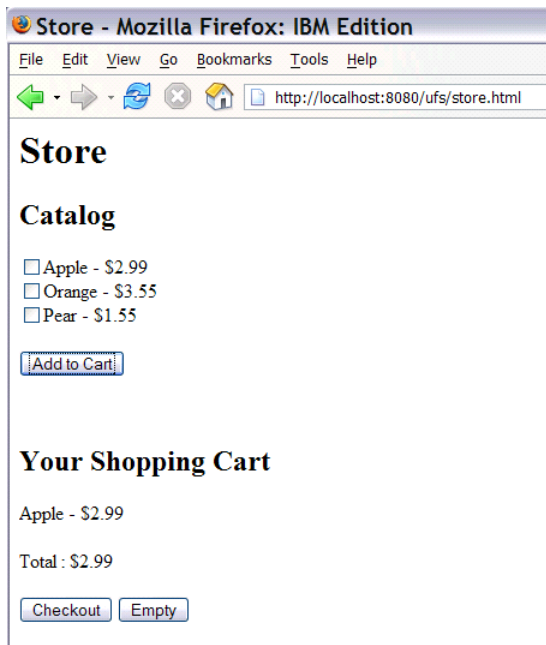 Store - Mozilla Firefox: IBM Edition
File Edit View Go Bookmarks Tools Help
http://localhost:8080/ufs/store.html
Store
Catalog
Apple - $2.99
Orange - $3.55
Pear - $1.55
Add to Cart
Your Shopping Cart
Apple - $2.99
Total : $2.99
Checkout Empty